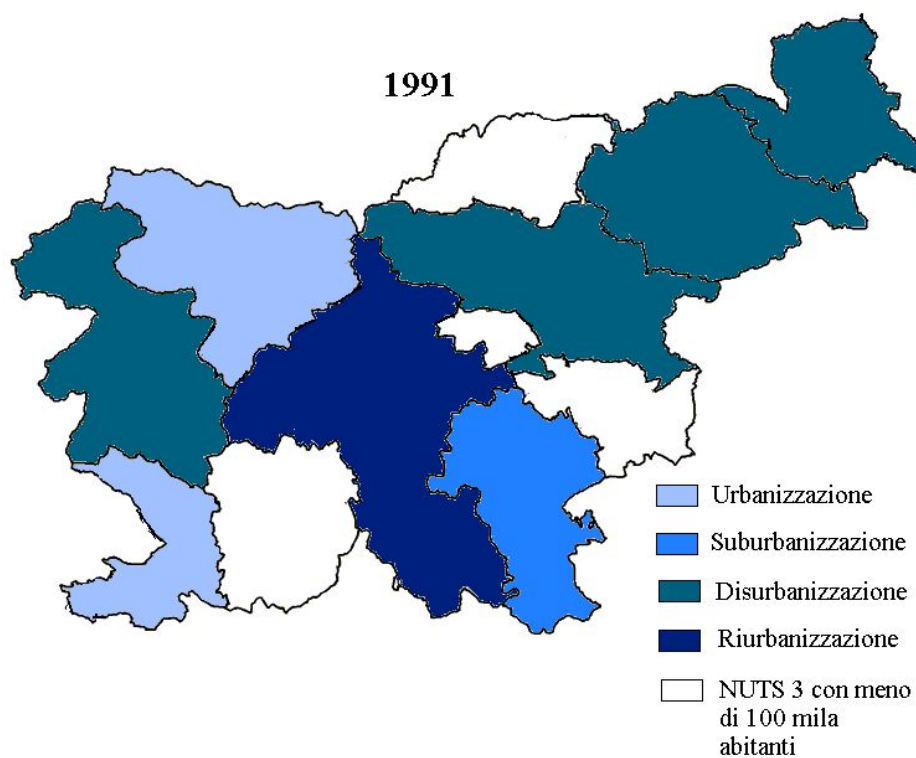 1991
Urbanizzazione
Suburbanizzazione
Disurbanizzazione
Riurbanizzazione
NUTS 3 con meno
di 100 mila
abitanti